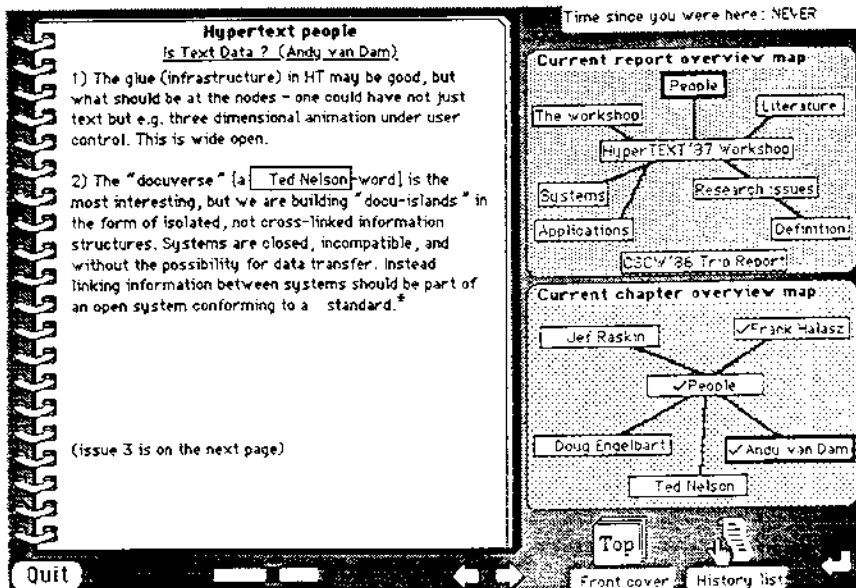 Time since you were here: NEVER
Hypertext people
Is Text Data ? (Andy van Dam)
1) The glue (infrastructure) in HT may be good, but
what should be at the nodes - one could have not just
text but e.g. three dimensional animation under user
control. This is wide open.
2) The "docuverse" [a Ted Nelson-word] is the
most interesting, but we are building "docu-islands" in
the form of isolated, not cross-linked information
structures. Systems are closed, incompatible, and
without the possibility for data transfer. Instead
linking information between systems should be part of
an open system conforming to a standard.*
(issue 3 is on the next page)
Quit
Current report overview map
People
The workshop
Literature
HyperTEXT'87 Workshop
Systems
Research issues
Applications
Definition
CSCW'86 Trip Report
Current chapter overview map
Jef Raskin
✓Frank Halasz
✓People
Doug Engelbart
✓Andy van Dam
Ted Nelson
Top
Front cover
History list